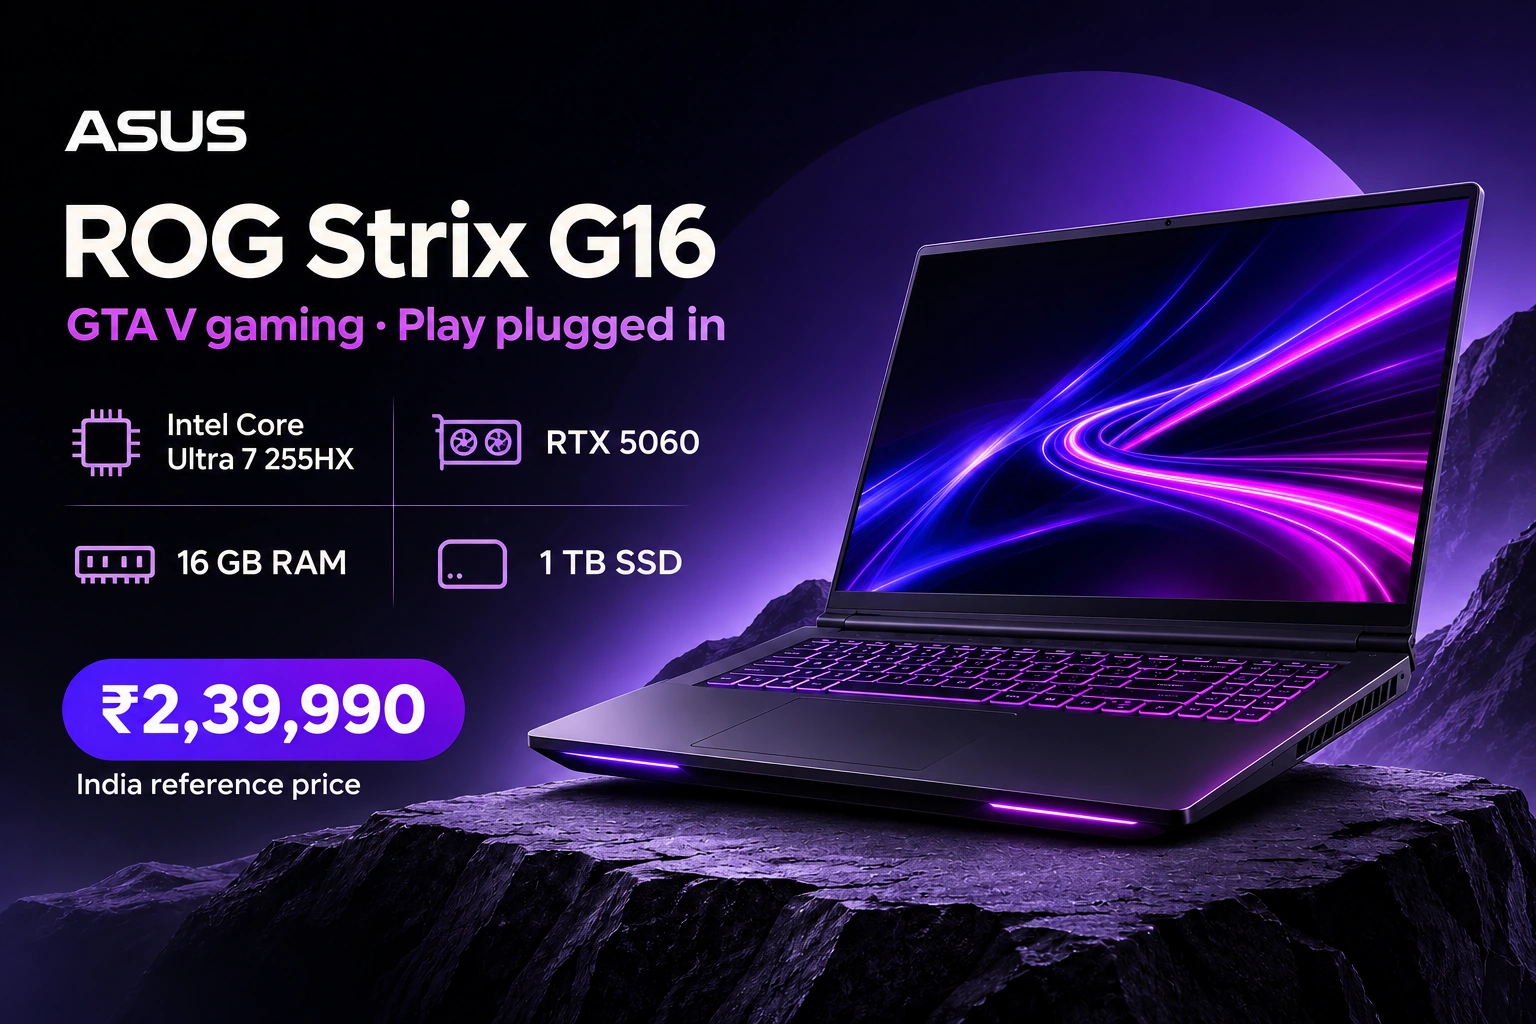 ASUS
ROG Strix G16
GTA V gaming · Play plugged in
Intel Core
Ultra 7 255HX
RTX 5060
16 GB RAM
1 TB SSD
₹2,39,990
India reference price